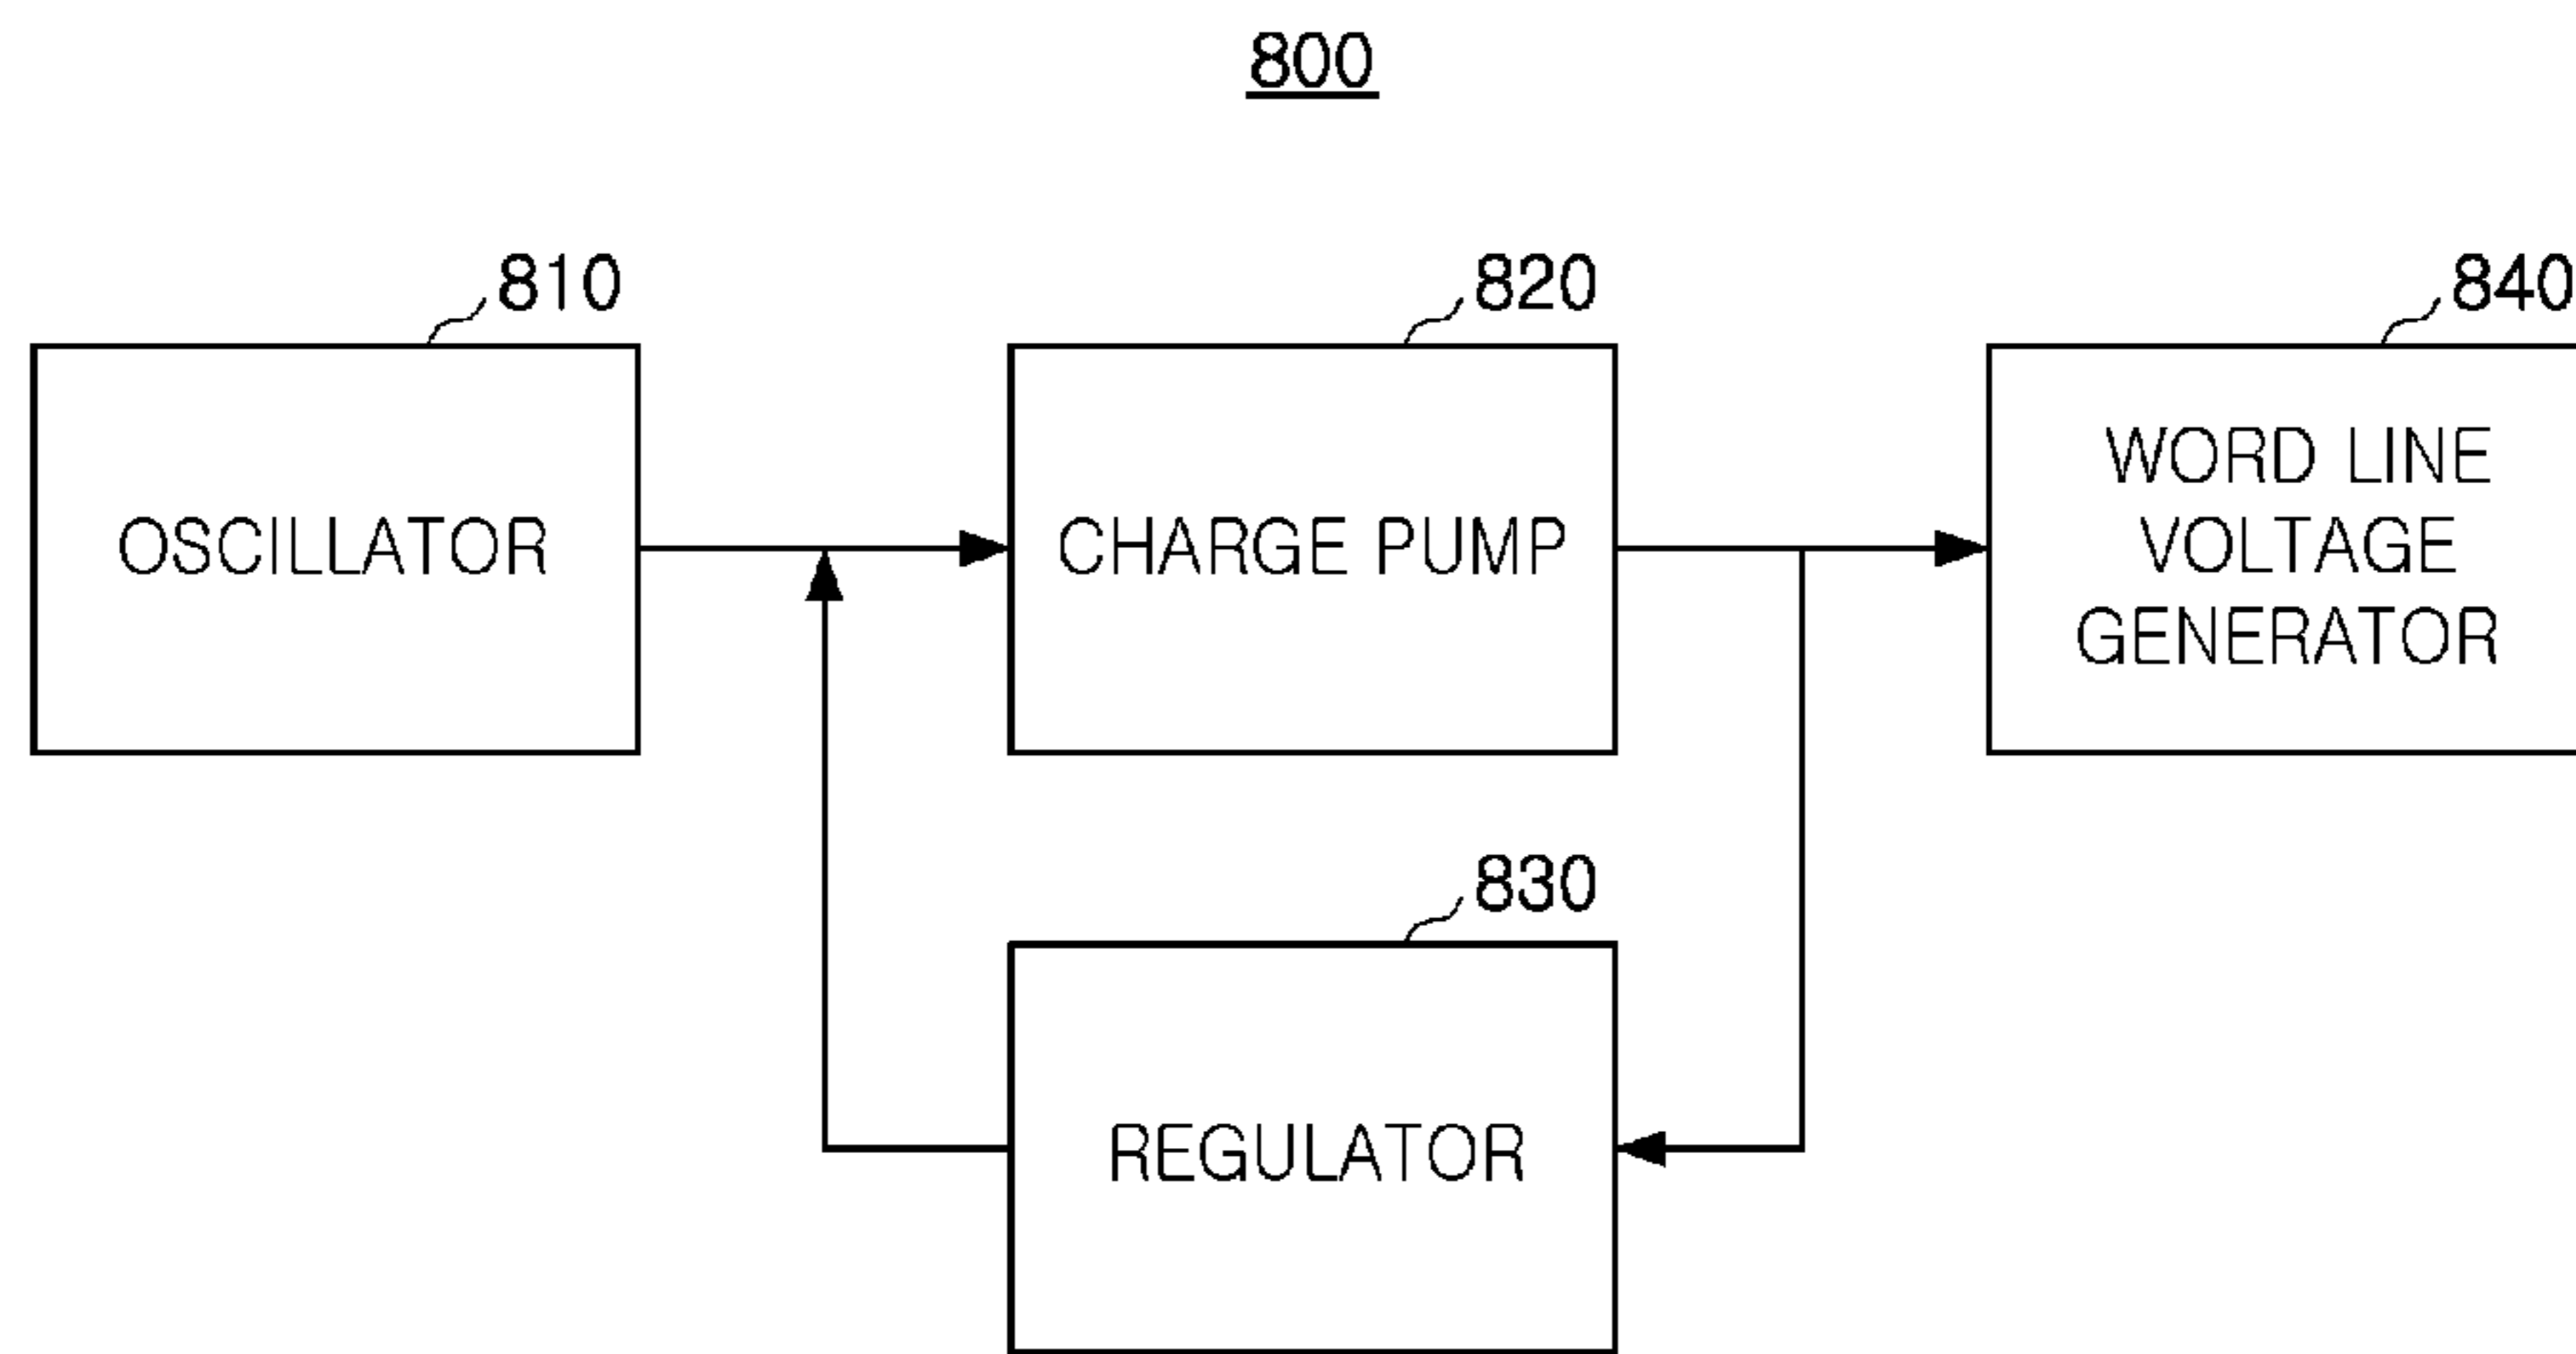 800
810
820
840
OSCILLATOR
CHARGE PUMP
WORD LINE
VOLTAGE
GENERATOR
830
REGULATOR